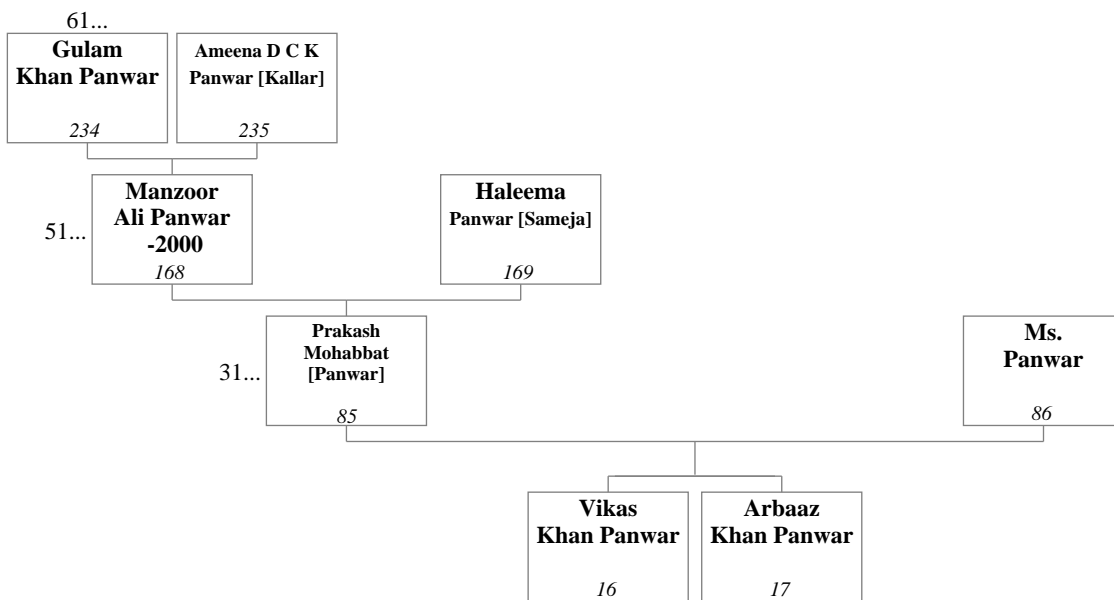 61...
Gulam
Khan Panwar
234
Ameena D C K
Panwar [Kallar]
235
51...
Manzoor
Ali Panwar
-2000
168
Haleema
Panwar [Sameja]
169
31...
Prakash
Mohabbat
[Panwar]
85
Ms.
Panwar
86
Vikas
Khan Panwar
16
Arbaaz
Khan Panwar
17